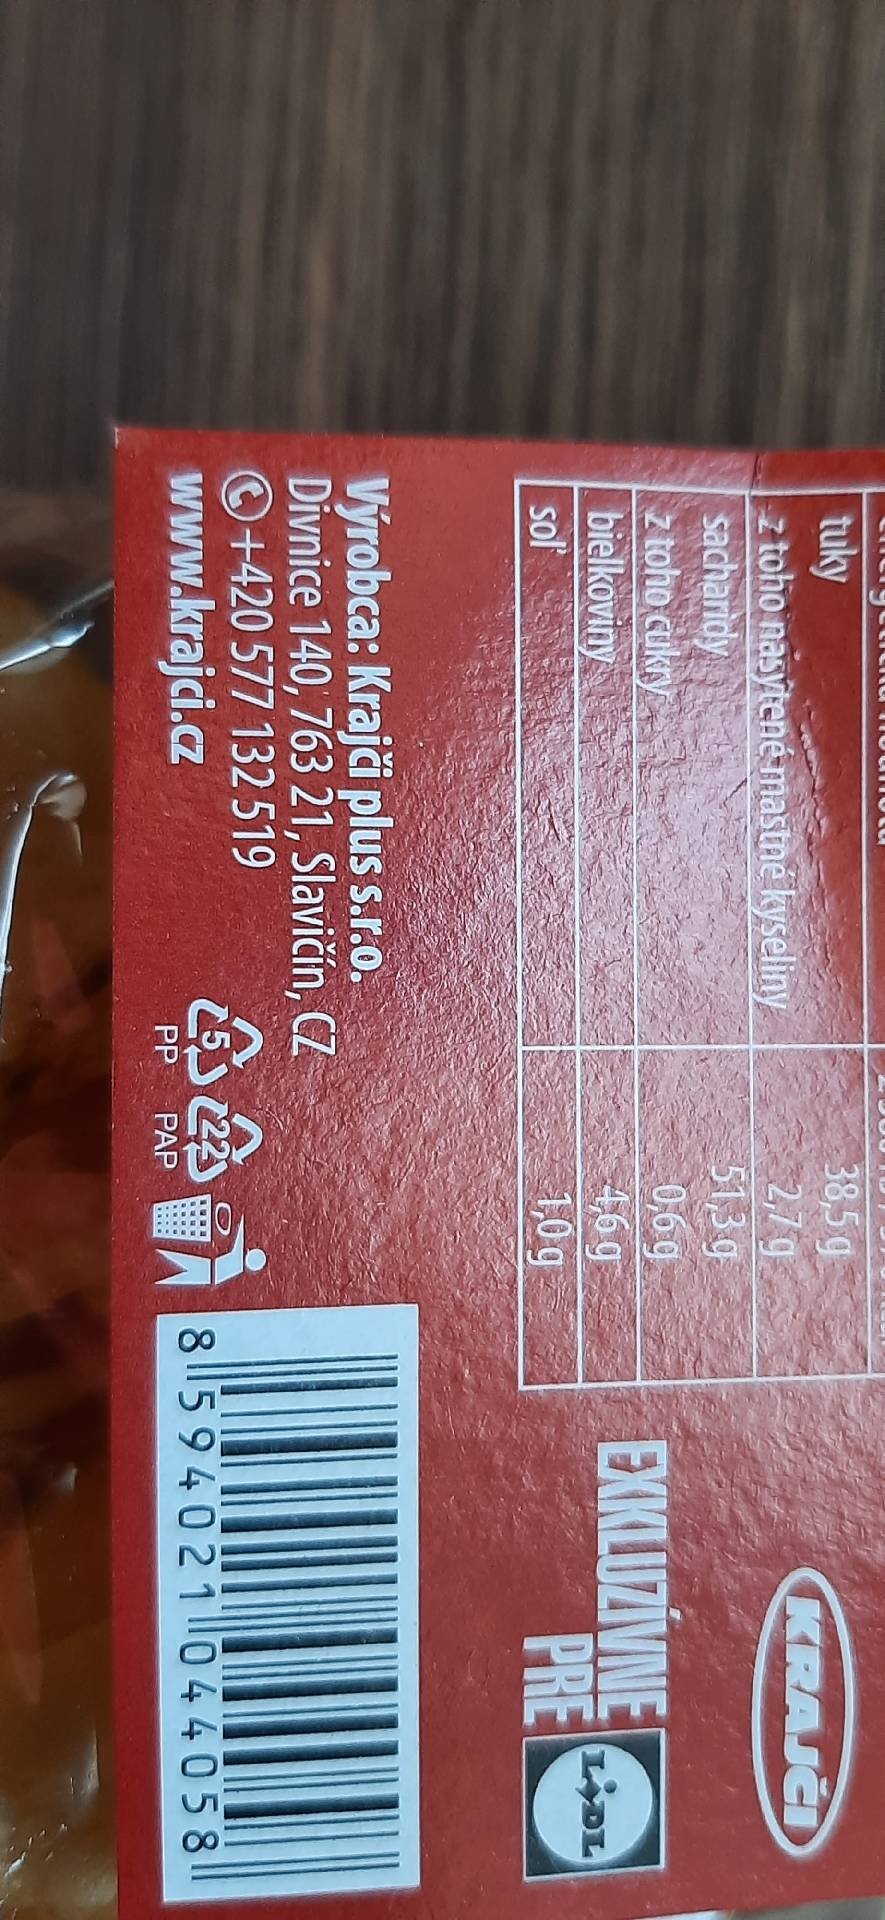 tuky 38,5 g
z toho nasýtené mastné kyseliny 2,7 g
sacharidy 51,3 g
z toho cukry 0,6 g
bielkoviny 4,6 g
soľ 1,0 g
KRAJČI
EXKLUZÍVNE
PRE
LIDL
Výrobca: Krajči plus s.r.o.
Divnice 140, 763 21, Slavičín, CZ
+420 577 132 519
www.krajci.cz
5 22
PP PAP
8 594021 044058